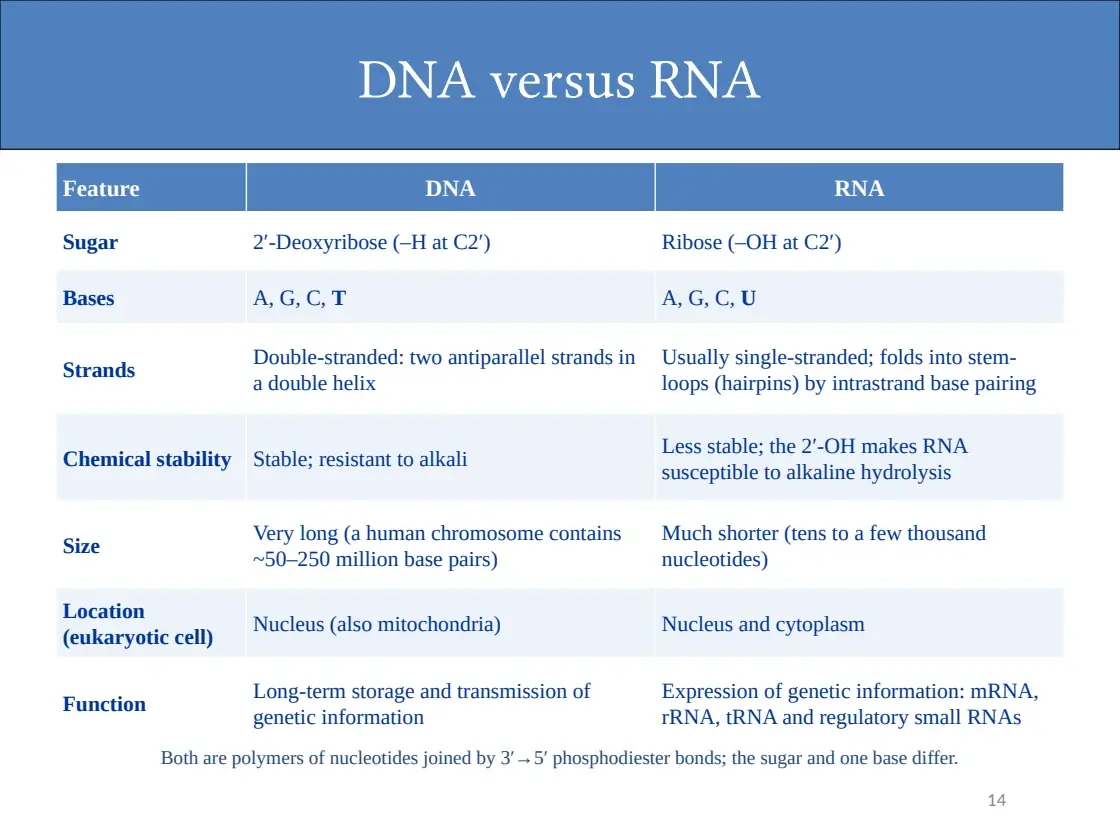 DNA versus RNA
Feature DNA RNA
Sugar 2′-Deoxyribose (–H at C2′) Ribose (–OH at C2′)
Bases A, G, C, T A, G, C, U
Strands
Double-stranded: two antiparallel strands in
a double helix
Usually single-stranded; folds into stem-
loops (hairpins) by intrastrand base pairing
Chemical stability Stable; resistant to alkali
Less stable; the 2′-OH makes RNA
susceptible to alkaline hydrolysis
Size
Very long (a human chromosome contains
~50–250 million base pairs)
Much shorter (tens to a few thousand
nucleotides)
Location
(eukaryotic cell)
Nucleus (also mitochondria) Nucleus and cytoplasm
Function
Long-term storage and transmission of
genetic information
Expression of genetic information: mRNA,
rRNA, tRNA and regulatory small RNAs
Both are polymers of nucleotides joined by 3′→5′ phosphodiester bonds; the sugar and one base differ.
14